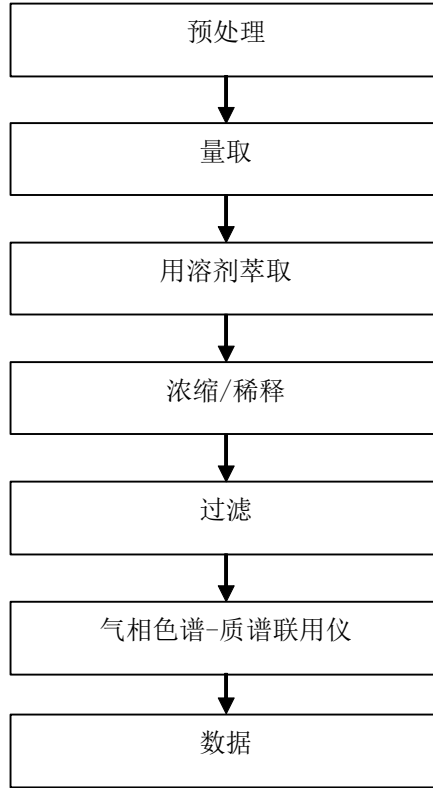 预处理
量取
用溶剂萃取
浓缩/稀释
过滤
气相色谱-质谱联用仪
数据